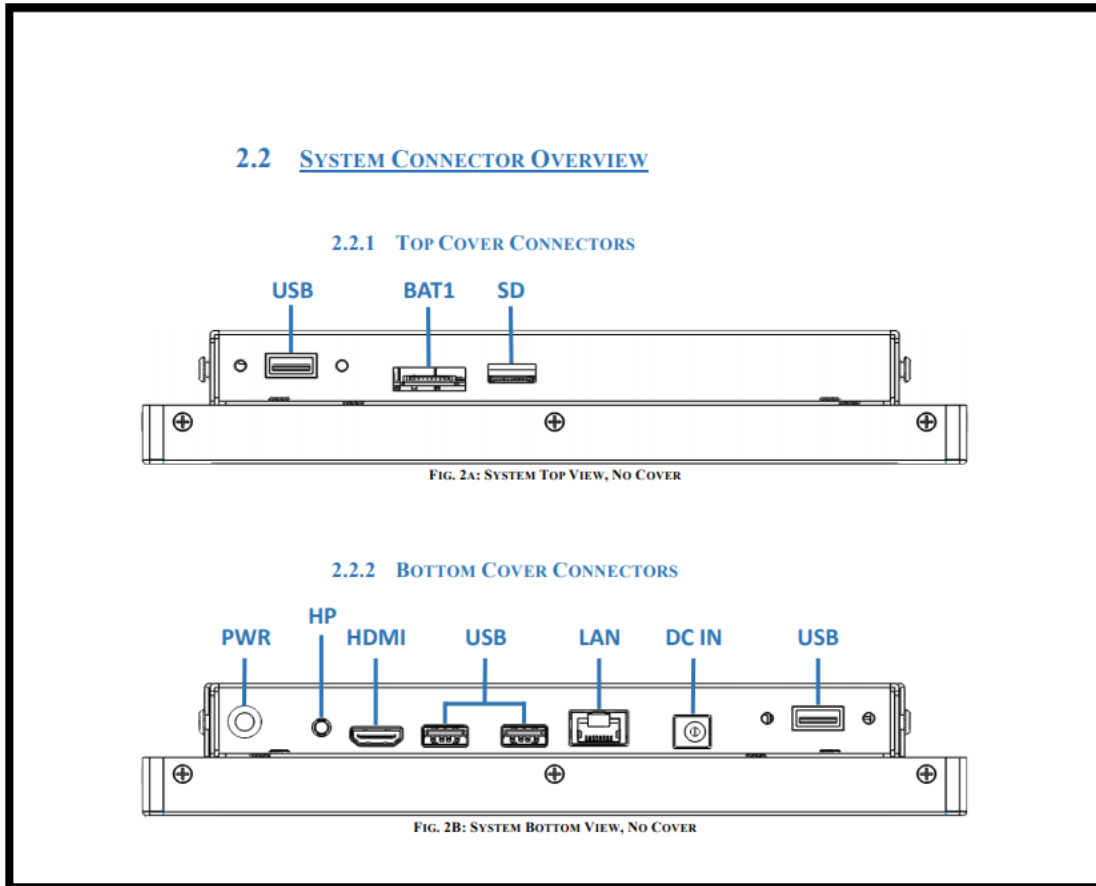 2.2 SYSTEM CONNECTOR OVERVIEW
2.2.1 TOP COVER CONNECTORS
USB BAT1 SD
FIG. 2A: SYSTEM TOP VIEW, NO COVER
2.2.2 BOTTOM COVER CONNECTORS
HP
PWR HDMI USB LAN DC IN USB
FIG. 2B: SYSTEM BOTTOM VIEW, NO COVER